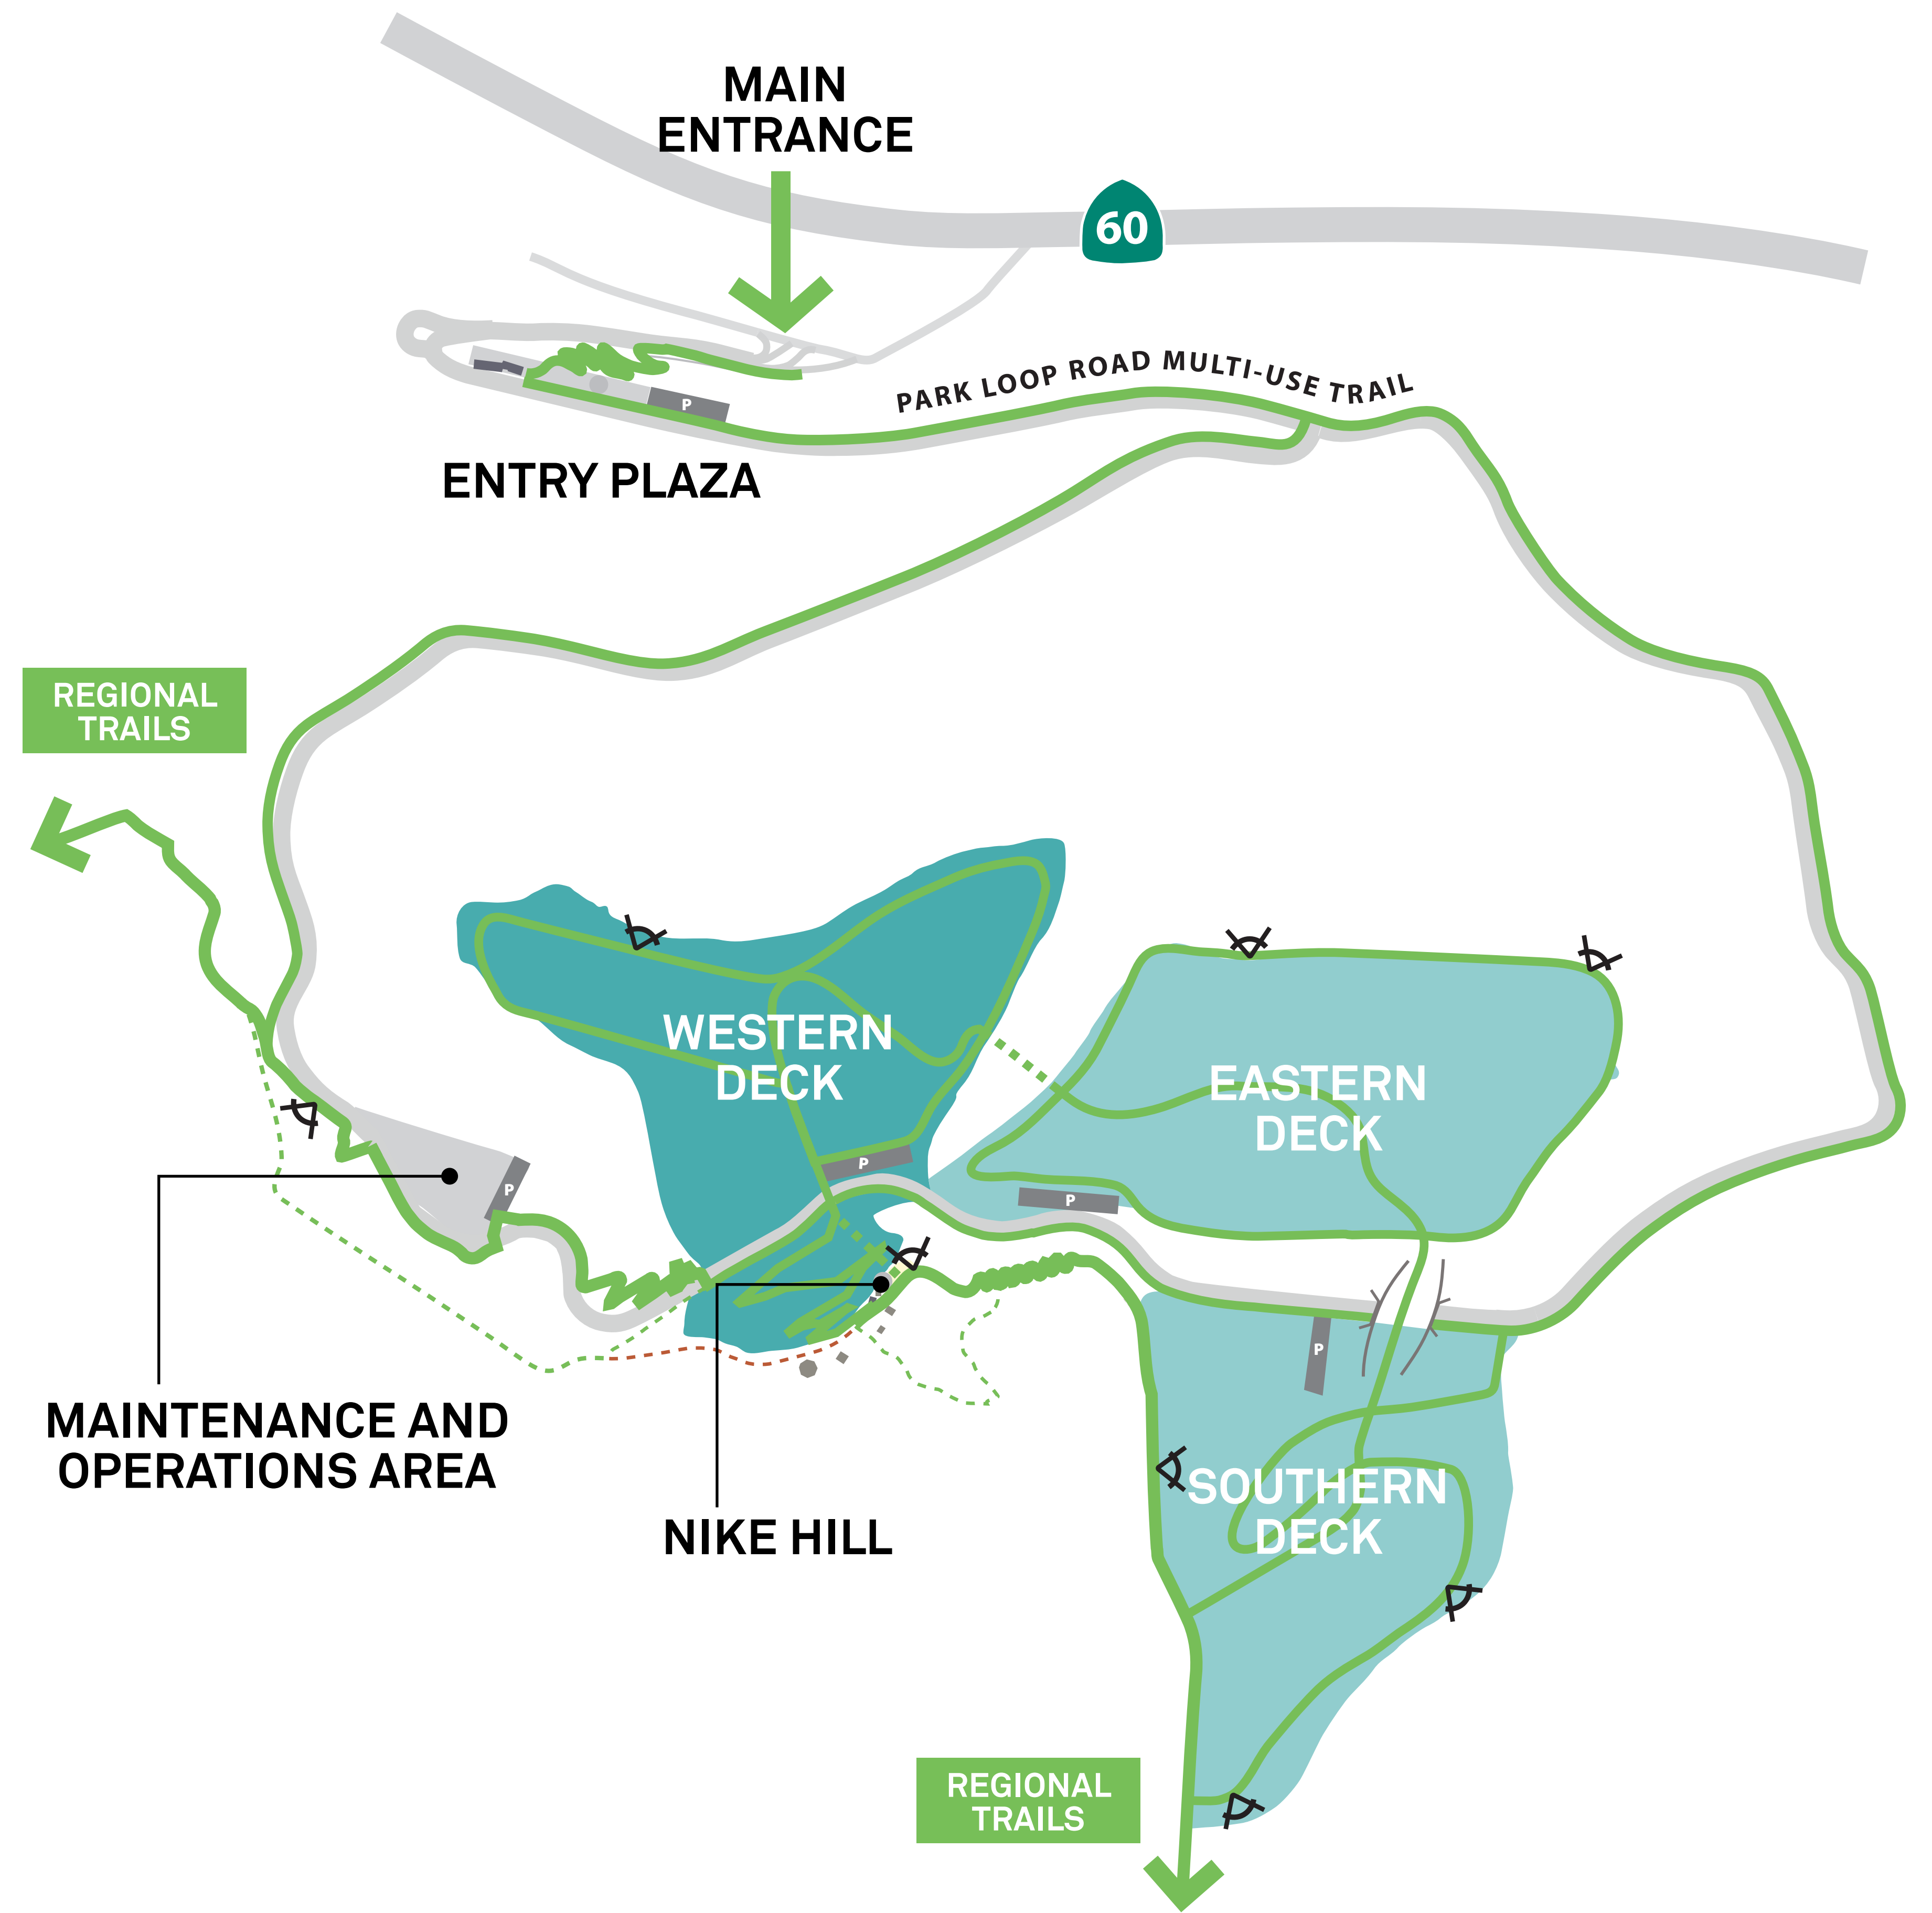 MAIN
ENTRANCE
60
P
PARK LOOP ROAD MULTI-USE TRAIL
ENTRY PLAZA
REGIONAL
TRAILS
WESTERN
DECK
EASTERN
DECK
P
P
P
MAINTENANCE AND
OPERATIONS AREA
NIKE HILL
P
SOUTHERN
DECK
REGIONAL
TRAILS